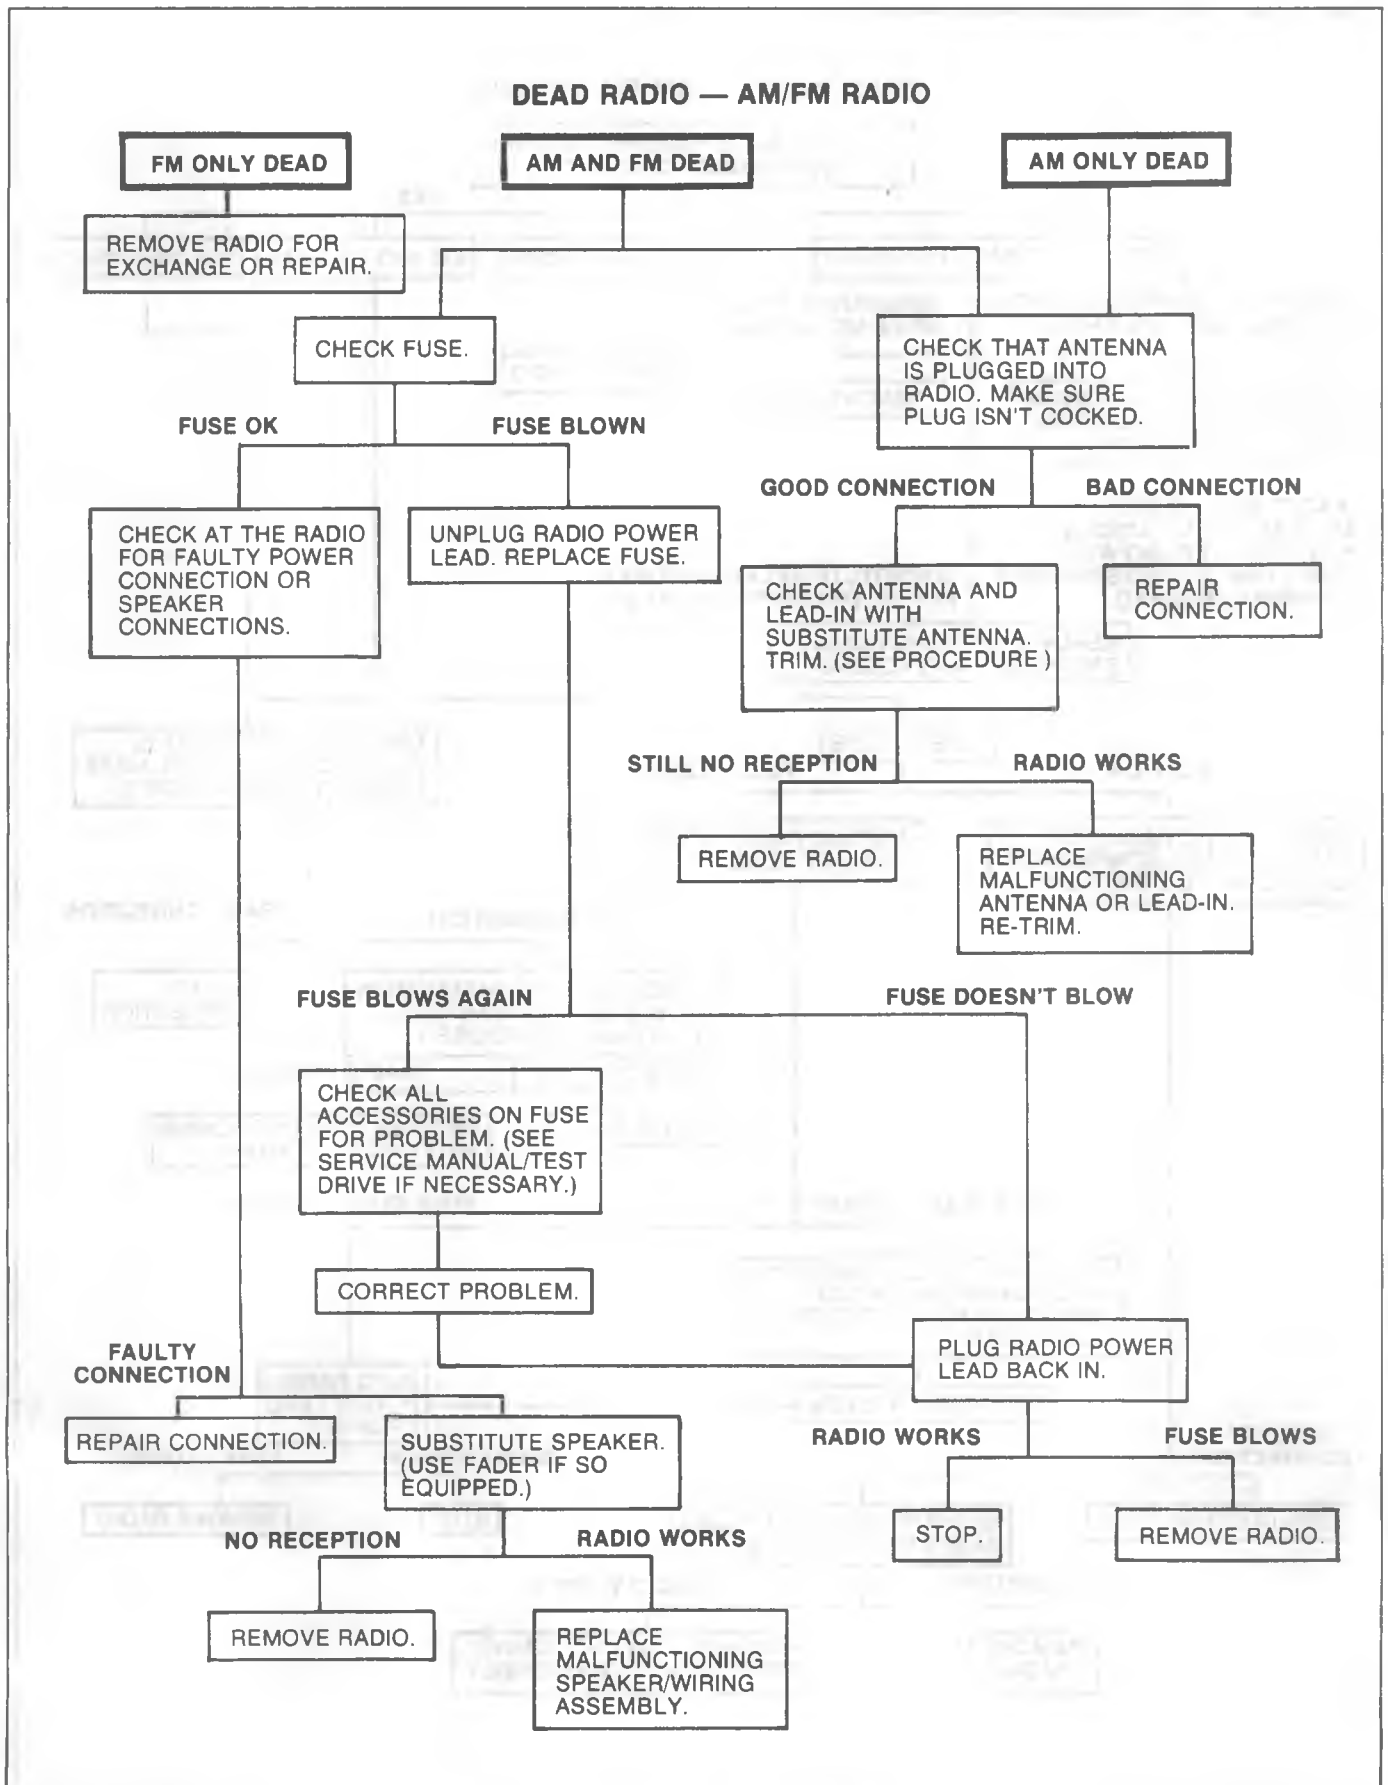 DEAD RADIO — AM/FM RADIO
FM ONLY DEAD
AM AND FM DEAD
AM ONLY DEAD
REMOVE RADIO FOR
EXCHANGE OR REPAIR.
CHECK FUSE.
CHECK THAT ANTENNA
IS PLUGGED INTO
RADIO. MAKE SURE
PLUG ISN'T COCKED.
FUSE OK
FUSE BLOWN
GOOD CONNECTION
BAD CONNECTION
CHECK AT THE RADIO
FOR FAULTY POWER
CONNECTION OR
SPEAKER
CONNECTIONS.
UNPLUG RADIO POWER
LEAD. REPLACE FUSE.
CHECK ANTENNA AND
LEAD-IN WITH
SUBSTITUTE ANTENNA.
TRIM. (SEE PROCEDURE )
REPAIR
CONNECTION.
STILL NO RECEPTION
RADIO WORKS
REMOVE RADIO.
REPLACE
MALFUNCTIONING
ANTENNA OR LEAD-IN.
RE-TRIM.
FUSE BLOWS AGAIN
FUSE DOESN'T BLOW
CHECK ALL
ACCESSORIES ON FUSE
FOR PROBLEM. (SEE
SERVICE MANUAL/TEST
DRIVE IF NECESSARY.)
CORRECT PROBLEM.
PLUG RADIO POWER
LEAD BACK IN.
FAULTY
CONNECTION
REPAIR CONNECTION.
SUBSTITUTE SPEAKER.
(USE FADER IF SO
EQUIPPED.)
RADIO WORKS
FUSE BLOWS
STOP.
REMOVE RADIO.
NO RECEPTION
RADIO WORKS
REMOVE RADIO.
REPLACE
MALFUNCTIONING
SPEAKER/WIRING
ASSEMBLY.